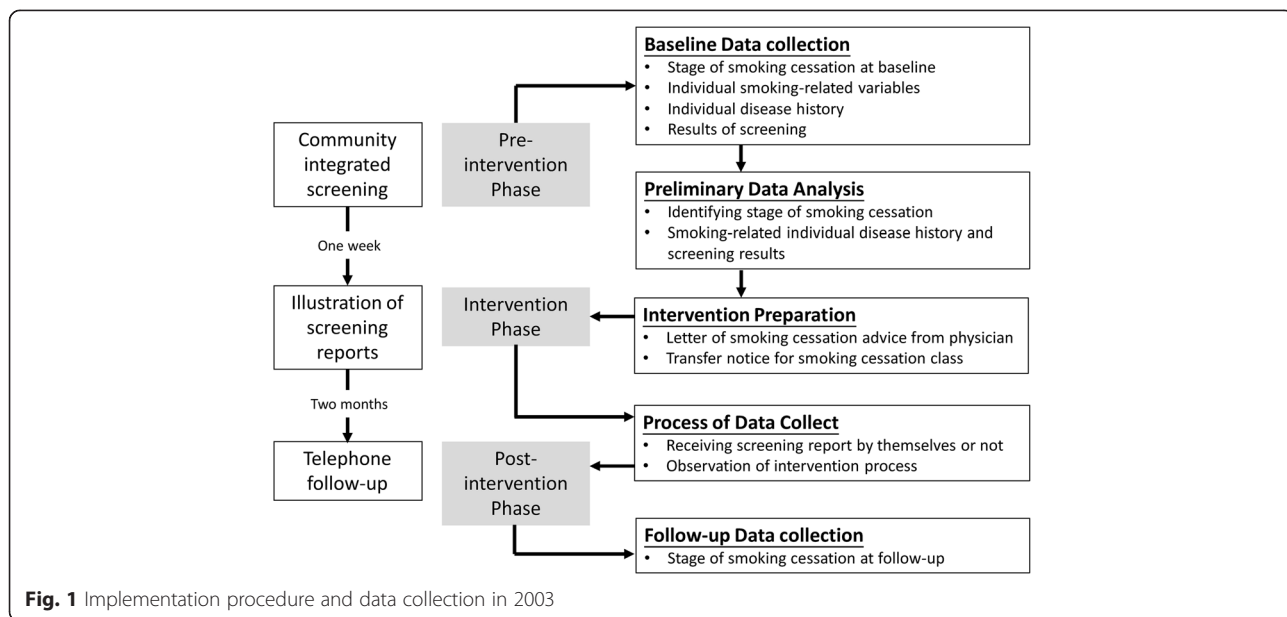 Community
integrated
screening
One week
Illustration of
screening
reports
Two months
Telephone
follow-up
Pre-
intervention
Phase
Intervention
Phase
Post-
intervention
Phase
Baseline Data collection
• Stage of smoking cessation at baseline
• Individual smoking-related variables
• Individual disease history
• Results of screening
Preliminary Data Analysis
• Identifying stage of smoking cessation
• Smoking-related individual disease history and
screening results
Intervention Preparation
• Letter of smoking cessation advice from physician
• Transfer notice for smoking cessation class
Process of Data Collect
• Receiving screening report by themselves or not
• Observation of intervention process
Follow-up Data collection
• Stage of smoking cessation at follow-up
Fig. 1 Implementation procedure and data collection in 2003